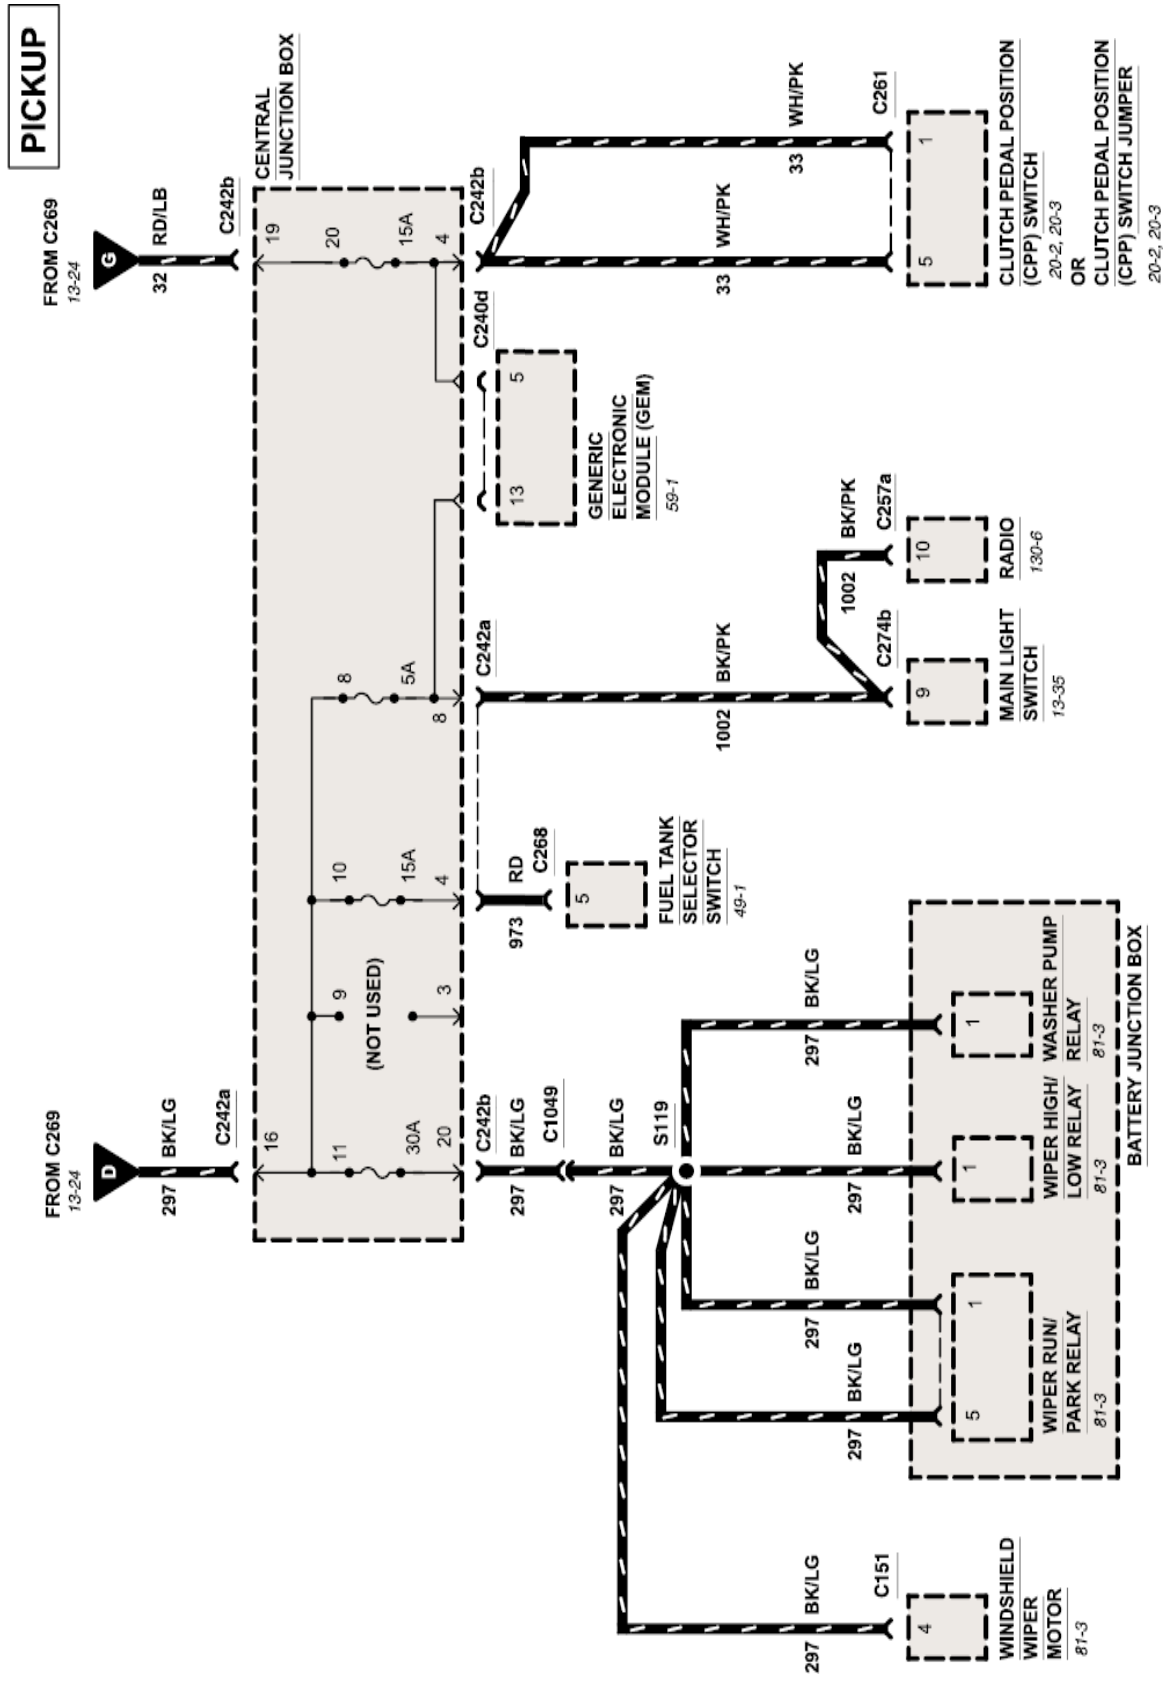 PICKUP
FROM C269
13-24
D
297
BK/LG
C242a
FROM C269
13-24
G
32
RD/LB
C242b
CENTRAL
JUNCTION BOX
16
19
11
30A
20
9
(NOT USED)
3
10
15A
4
8
5A
8
20
15A
4
C242b
297
BK/LG
C1049
297
BK/LG
S119
973
RD
C268
5
FUEL TANK
SELECTOR
SWITCH
49-1
C242a
1002
BK/PK
1002
BK/PK
C240d
13
5
GENERIC
ELECTRONIC
MODULE (GEM)
59-1
C242b
33
WH/PK
33
WH/PK
297
BK/LG
C151
4
WINDSHIELD
WIPER
MOTOR
81-3
297
BK/LG
297
BK/LG
5
1
WIPER RUN/
PARK RELAY
81-3
297
BK/LG
1
WIPER HIGH/
LOW RELAY
81-3
297
BK/LG
1
WASHER PUMP
RELAY
81-3
BATTERY JUNCTION BOX
C274b
9
MAIN LIGHT
SWITCH
13-35
C257a
10
RADIO
130-6
C261
5
1
CLUTCH PEDAL POSITION
(CPP) SWITCH
20-2, 20-3
OR
CLUTCH PEDAL POSITION
(CPP) SWITCH JUMPER
20-2, 20-3